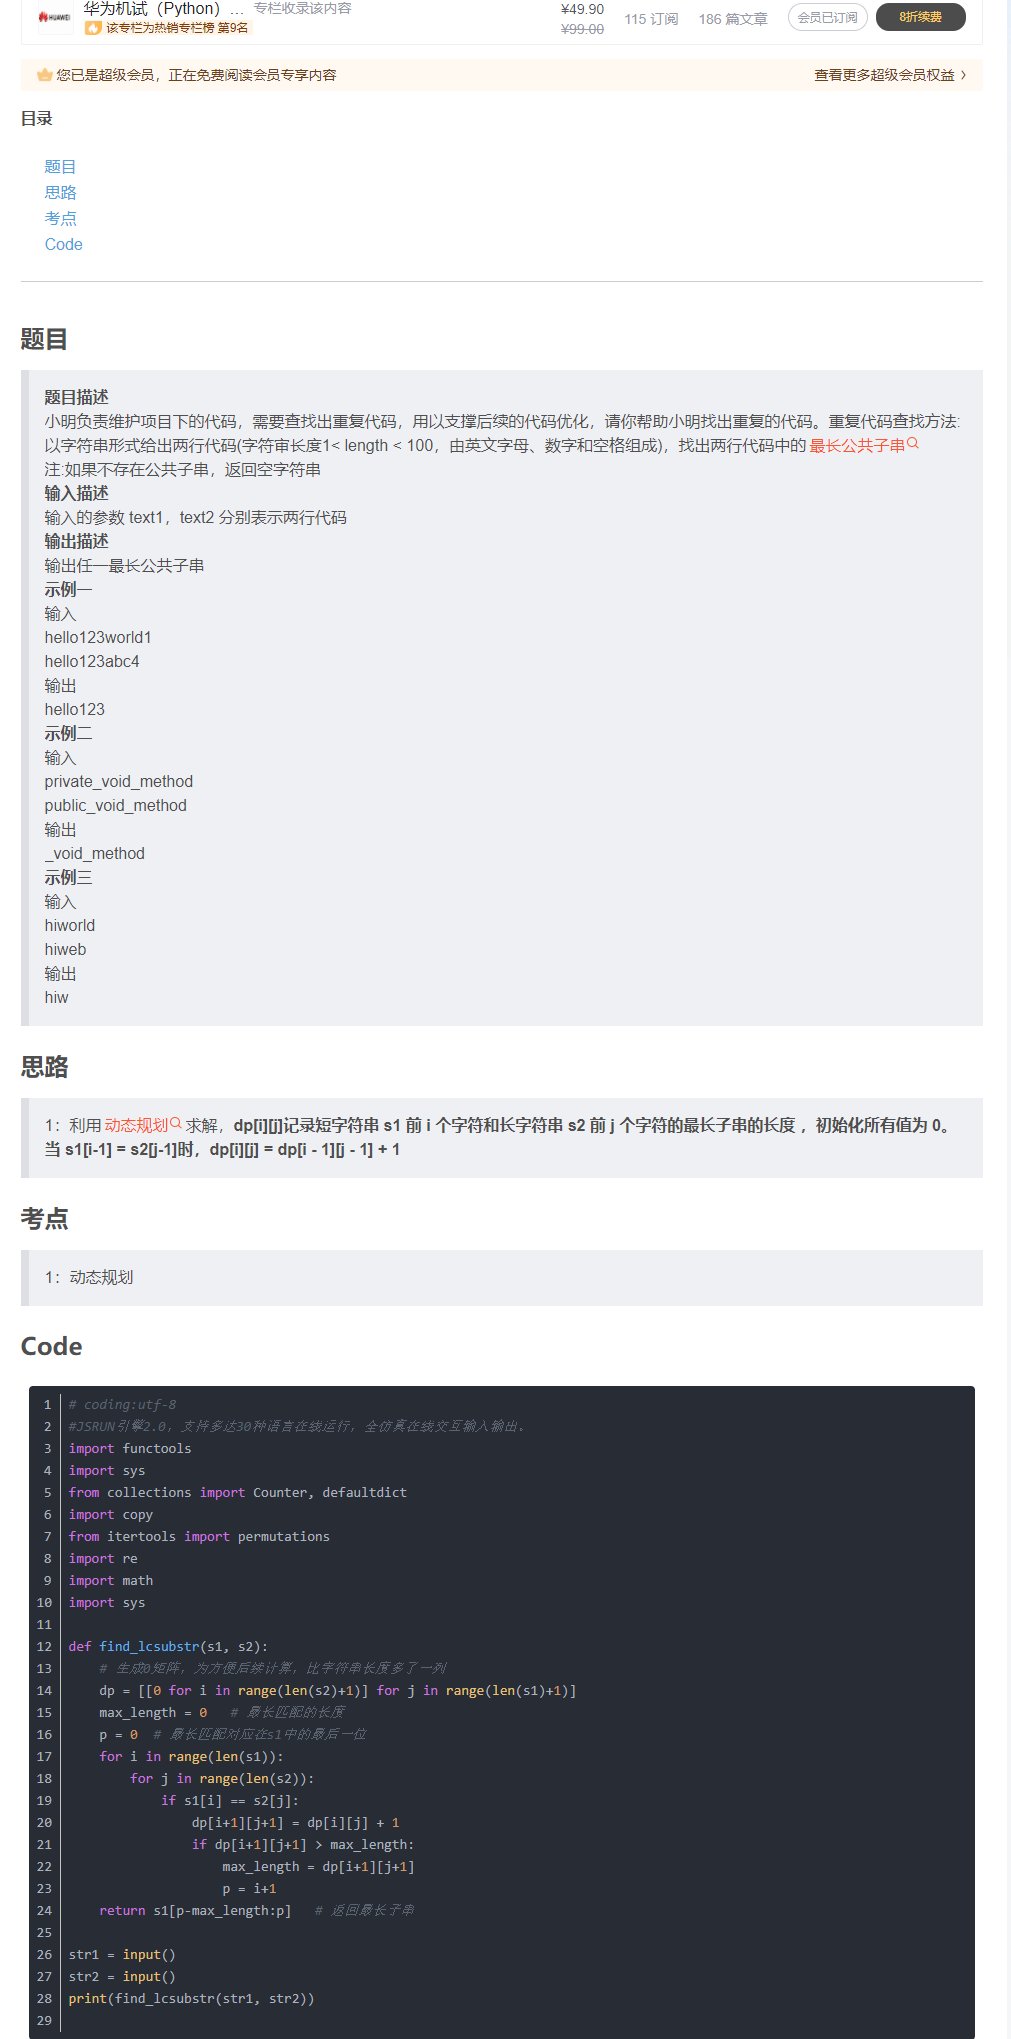 华为机试（Python）... 专栏收录该内容
HUAWEI
该专栏为热销专栏榜 第9名
¥49.90
¥99.00
115 订阅
186 篇文章
会员已订阅
8折续费
您已是超级会员，正在免费阅读会员专享内容
查看更多超级会员权益 ›
目录
题目
思路
考点
Code
题目
题目描述
小明负责维护项目下的代码，需要查找出重复代码，用以支撑后续的代码优化，请你帮助小明找出重复的代码。重复代码查找方法:
以字符串形式给出两行代码(字符审长度1< length < 100，由英文字母、数字和空格组成)，找出两行代码中的 最长公共子串
注:如果不存在公共子串，返回空字符串
输入描述
输入的参数 text1，text2 分别表示两行代码
输出描述
输出任一最长公共子串
示例一
输入
hello123world1
hello123abc4
输出
hello123
示例二
输入
private_void_method
public_void_method
输出
_void_method
示例三
输入
hiworld
hiweb
输出
hiw
思路
1：利用 动态规划 求解，dp[i][j]记录短字符串 s1 前 i 个字符和长字符串 s2 前 j 个字符的最长子串的长度 ，初始化所有值为 0。
当 s1[i-1] = s2[j-1]时，dp[i][j] = dp[i - 1][j - 1] + 1
考点
1：动态规划
Code
1 # coding:utf-8
2 #JSRUN引擎2.0，支持多达30种语言在线运行，全仿真在线交互输入输出。
3 import functools
4 import sys
5 from collections import Counter, defaultdict
6 import copy
7 from itertools import permutations
8 import re
9 import math
10 import sys
11
12 def find_lcsubstr(s1, s2):
13     # 生成0矩阵，为方便后续计算，比字符串长度多了一列
14     dp = [[0 for i in range(len(s2)+1)] for j in range(len(s1)+1)]
15     max_length = 0   # 最长匹配的长度
16     p = 0  # 最长匹配对应在s1中的最后一位
17     for i in range(len(s1)):
18         for j in range(len(s2)):
19             if s1[i] == s2[j]:
20                 dp[i+1][j+1] = dp[i][j] + 1
21                 if dp[i+1][j+1] > max_length:
22                     max_length = dp[i+1][j+1]
23                     p = i+1
24     return s1[p-max_length:p]   # 返回最长子串
25
26 str1 = input()
27 str2 = input()
28 print(find_lcsubstr(str1, str2))
29